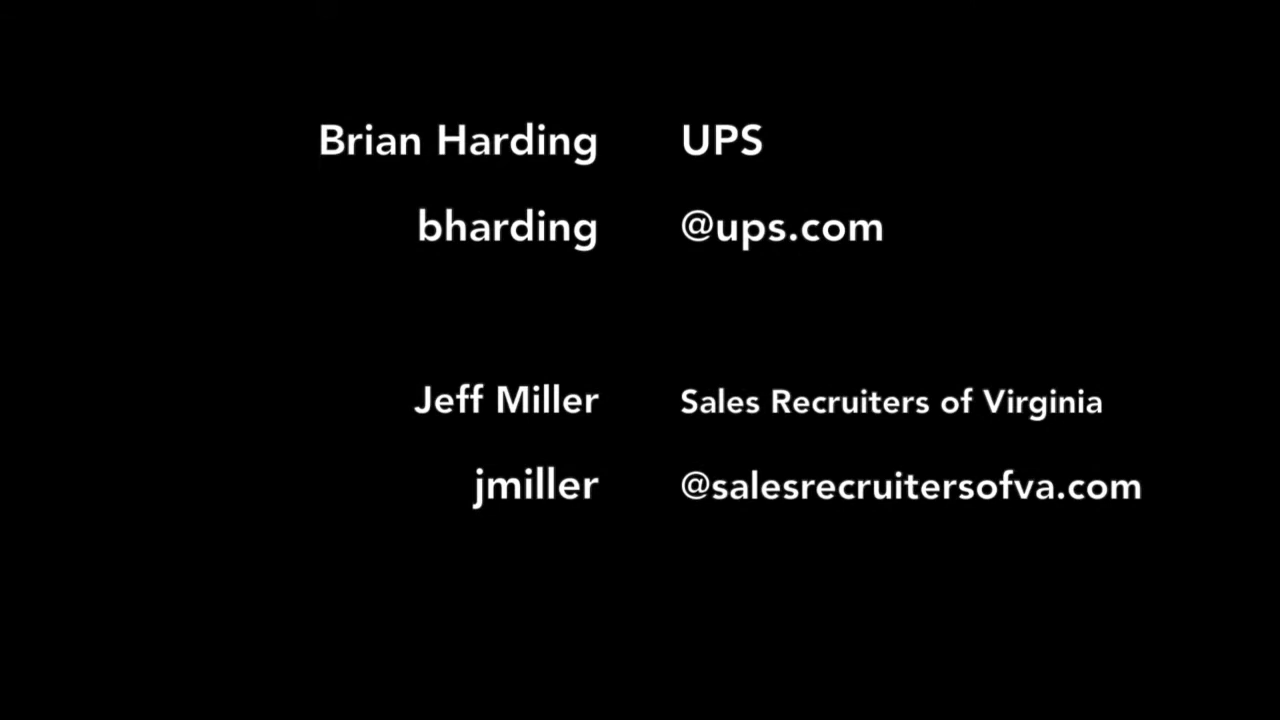 Brian Harding UPS
bharding @ups.com
Jeff Miller Sales Recruiters of Virginia
jmiller @salesrecruitersofva.com